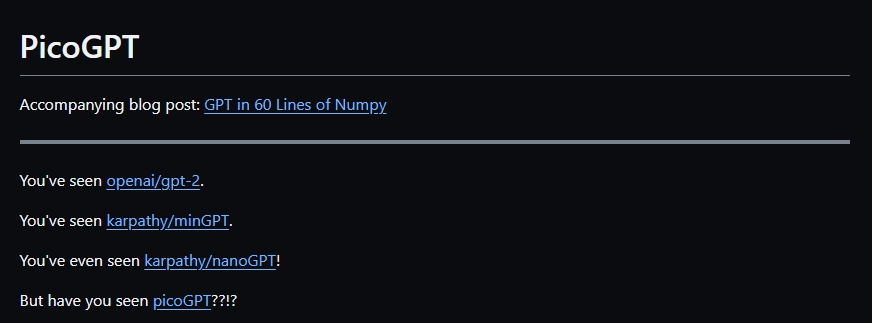 PicoGPT
Accompanying blog post: GPT in 60 Lines of Numpy
You've seen openai/gpt-2.
You've seen karpathy/minGPT.
You've even seen karpathy/nanoGPT!
But have you seen picoGPT??!?